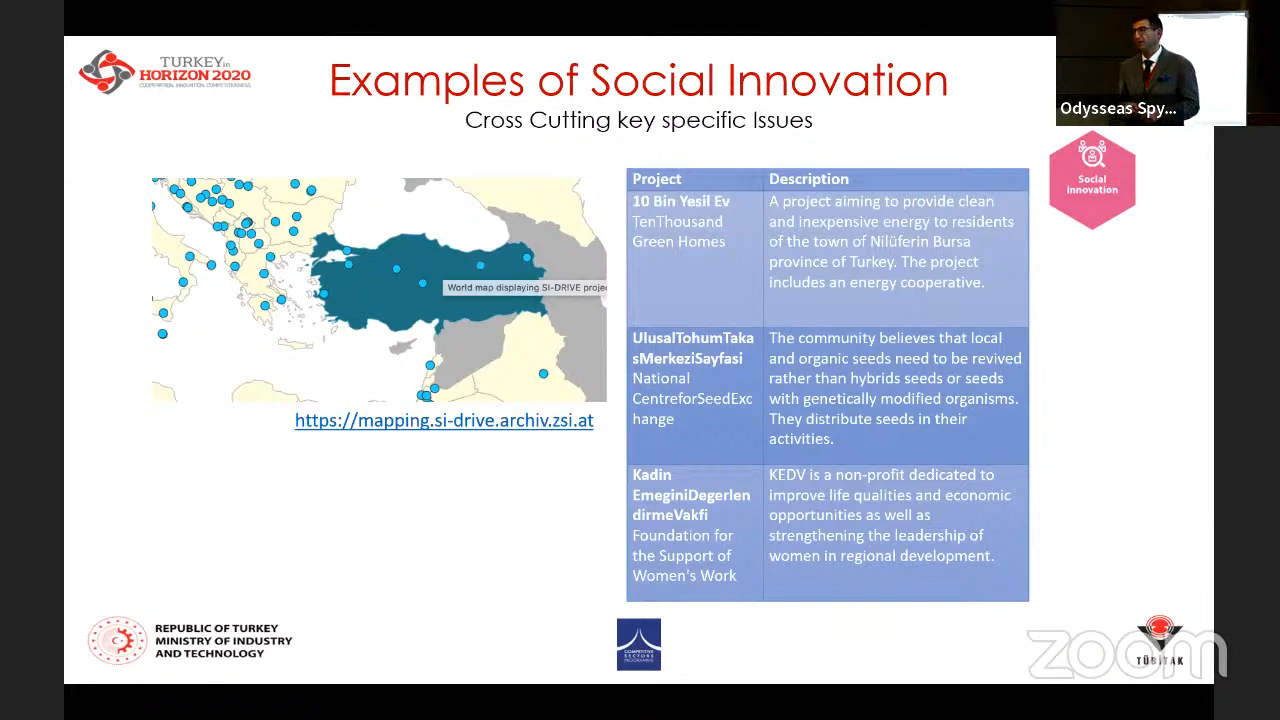 TURKEY in
HORIZON 2020
COOPERATION, INNOVATION, COMPETITIVENESS
Examples of Social Innovation
Cross Cutting key specific Issues
Odysseas Spy...
Social
innovation
World map displaying SI-DRIVE proje
https://mapping.si-drive.archiv.zsi.at
Project Description
10 Bin Yesil Ev
TenThousand
Green Homes
A project aiming to provide clean
and inexpensive energy to residents
of the town of Nilüferin Bursa
province of Turkey. The project
includes an energy cooperative.
UlusalTohumTaka
sMerkeziSayfasi
National
CentreforSeedExc
hange
The community believes that local
and organic seeds need to be revived
rather than hybrids seeds or seeds
with genetically modified organisms.
They distribute seeds in their
activities.
Kadin
EmeginiDegerlen
dirmeVakfi
Foundation for
the Support of
Women's Work
KEDV is a non-profit dedicated to
improve life qualities and economic
opportunities as well as
strengthening the leadership of
women in regional development.
REPUBLIC OF TURKEY
MINISTRY OF INDUSTRY
AND TECHNOLOGY
COMPETITIVE
SECTORS
PROGRAMME
zoom
TÜBİTAK